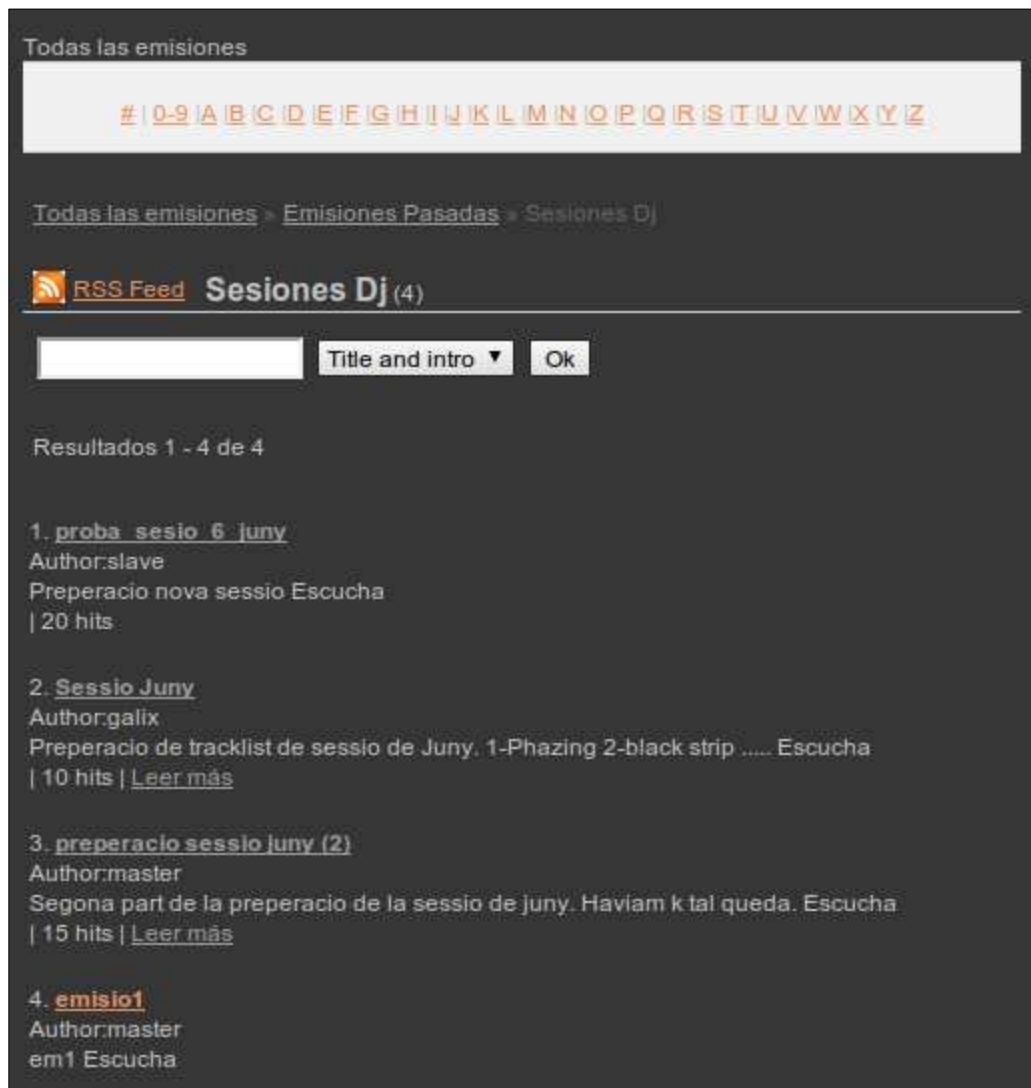 Todas las emisiones
# | 0-9 |A |B |C |D |E |F |G |H |I |J |K |L |M |N |O |P |Q |R |S |T |U |V |W |X |Y |Z
Todas las emisiones » Emisiones Pasadas » Sesiones Dj
RSS Feed Sesiones Dj (4)
Title and intro Ok
Resultados 1 - 4 de 4
1. proba_sesio_6_juny
Author:slave
Preperacio nova sessio Escucha
| 20 hits
2. Sessio Juny
Author:galix
Preperacio de tracklist de sessio de Juny. 1-Phazing 2-black strip ..... Escucha
| 10 hits | Leer más
3. preperacio sessio juny (2)
Author:master
Segona part de la preperacio de la sessio de juny. Haviam k tal queda. Escucha
| 15 hits | Leer más
4. emisio1
Author:master
em1 Escucha